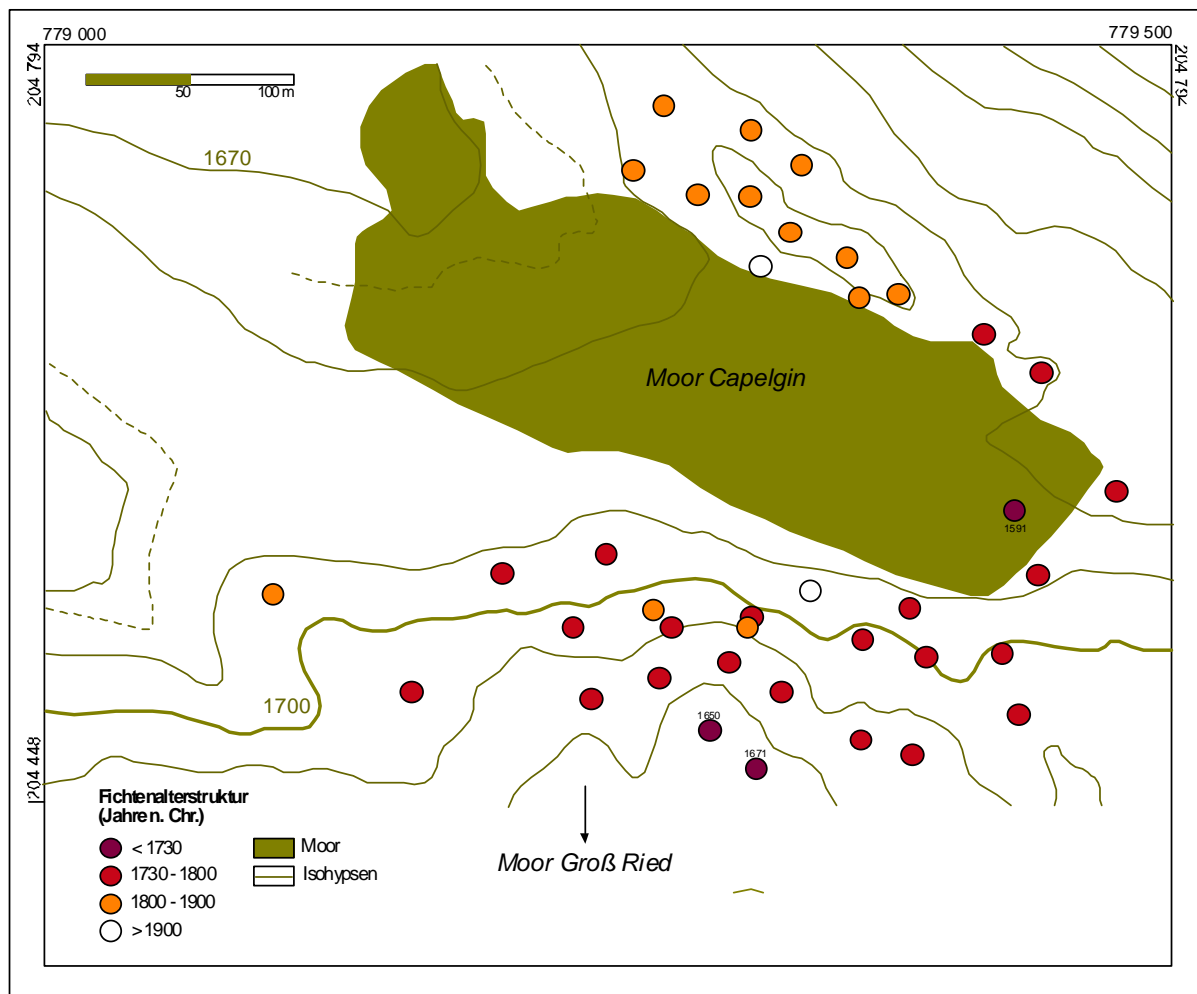 779 000
779 500
204 794
204 794
50
100 m
1670
Moor Capelgin
1591
1700
1650
1671
204 448
Fichtenalterstruktur
(Jahre n. Chr.)
< 1730
Moor
1730 - 1800
Isohypsen
Moor Groß Ried
1800 - 1900
> 1900